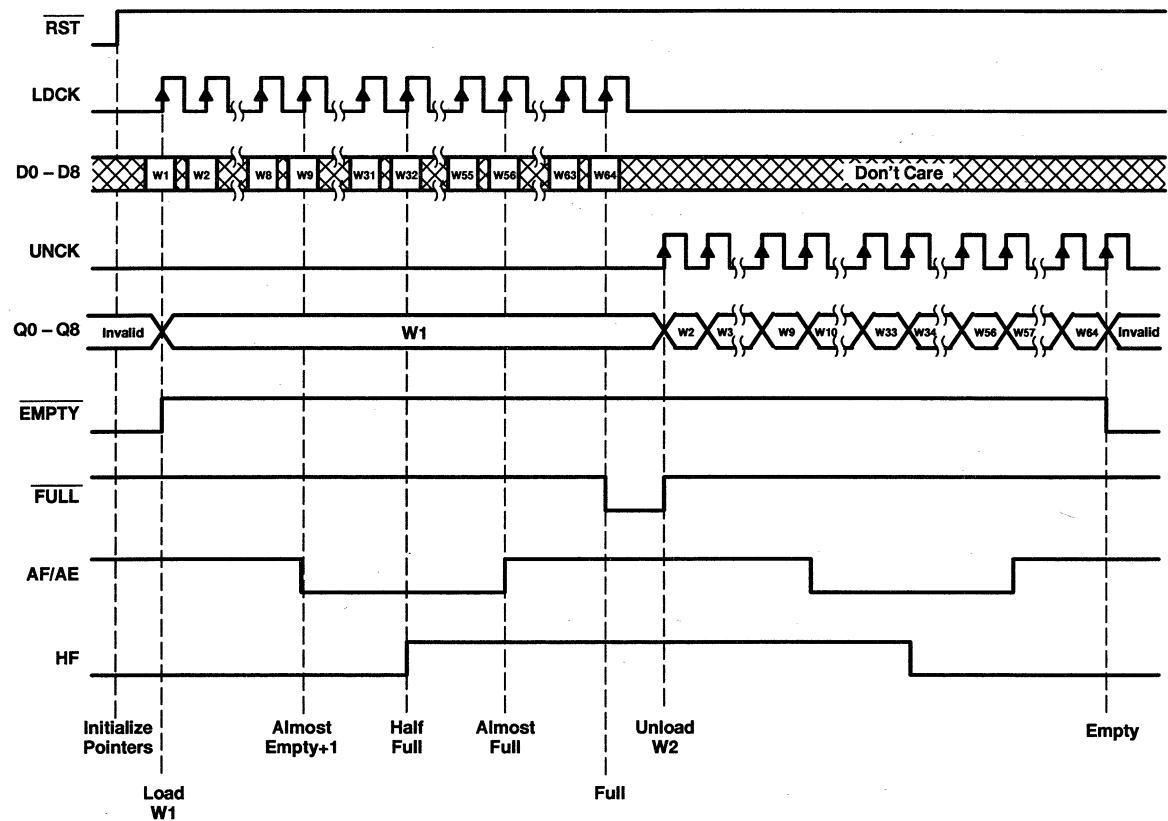 RST
LDCK
D0 – D8
W1 W2 W8 W9 W31 W32 W55 W56 W63 W64 Don't Care
UNCK
Q0 – Q8
Invalid W1 W2 W3 W9 W10 W33 W34 W56 W57 W64 Invalid
EMPTY
FULL
AF/AE
HF
Initialize
Pointers
Load
W1
Almost
Empty+1
Half
Full
Almost
Full
Full
Unload
W2
Empty